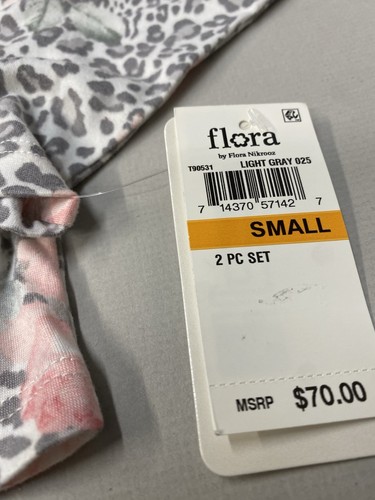 flora
by Flora Nikrooz
T90531 LIGHT GRAY 025
7 14370 57142 7
SMALL
2 PC SET
MSRP $70.00